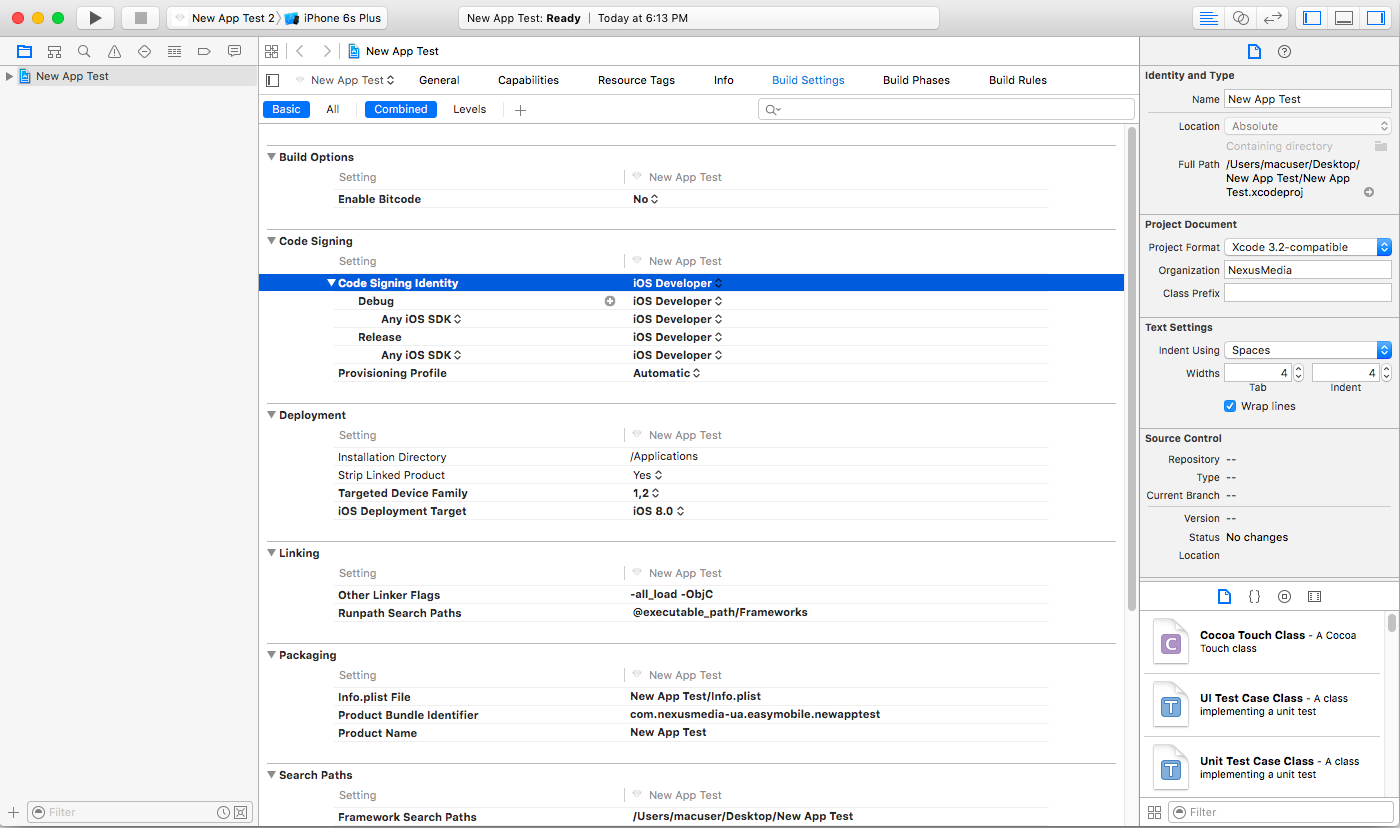 New App Test 2 iPhone 6s Plus
New App Test: Ready | Today at 6:13 PM
New App Test
New App Test
New App Test General Capabilities Resource Tags Info Build Settings Build Phases Build Rules
Basic All Combined Levels
Build Options
Setting New App Test
Enable Bitcode No
Code Signing
Setting New App Test
Code Signing Identity iOS Developer
Debug iOS Developer
Any iOS SDK iOS Developer
Release iOS Developer
Any iOS SDK iOS Developer
Provisioning Profile Automatic
Deployment
Setting New App Test
Installation Directory /Applications
Strip Linked Product Yes
Targeted Device Family 1,2
iOS Deployment Target iOS 8.0
Linking
Setting New App Test
Other Linker Flags -all_load -ObjC
Runpath Search Paths @executable_path/Frameworks
Packaging
Setting New App Test
Info.plist File New App Test/Info.plist
Product Bundle Identifier com.nexusmedia-ua.easymobile.newapptest
Product Name New App Test
Search Paths
Setting New App Test
Framework Search Paths /Users/macuser/Desktop/New App Test
Filter
Identity and Type
Name New App Test
Location Absolute
Containing directory
Full Path /Users/macuser/Desktop/
New App Test/New App
Test.xcodeproj
Project Document
Project Format Xcode 3.2-compatible
Organization NexusMedia
Class Prefix
Text Settings
Indent Using Spaces
Widths 4 4
Tab Indent
Wrap lines
Source Control
Repository --
Type --
Current Branch --
Version --
Status No changes
Location
{ }
C
Cocoa Touch Class - A Cocoa
Touch class
T
UI Test Case Class - A class
implementing a unit test
T
Unit Test Case Class - A class
implementing a unit test
Filter